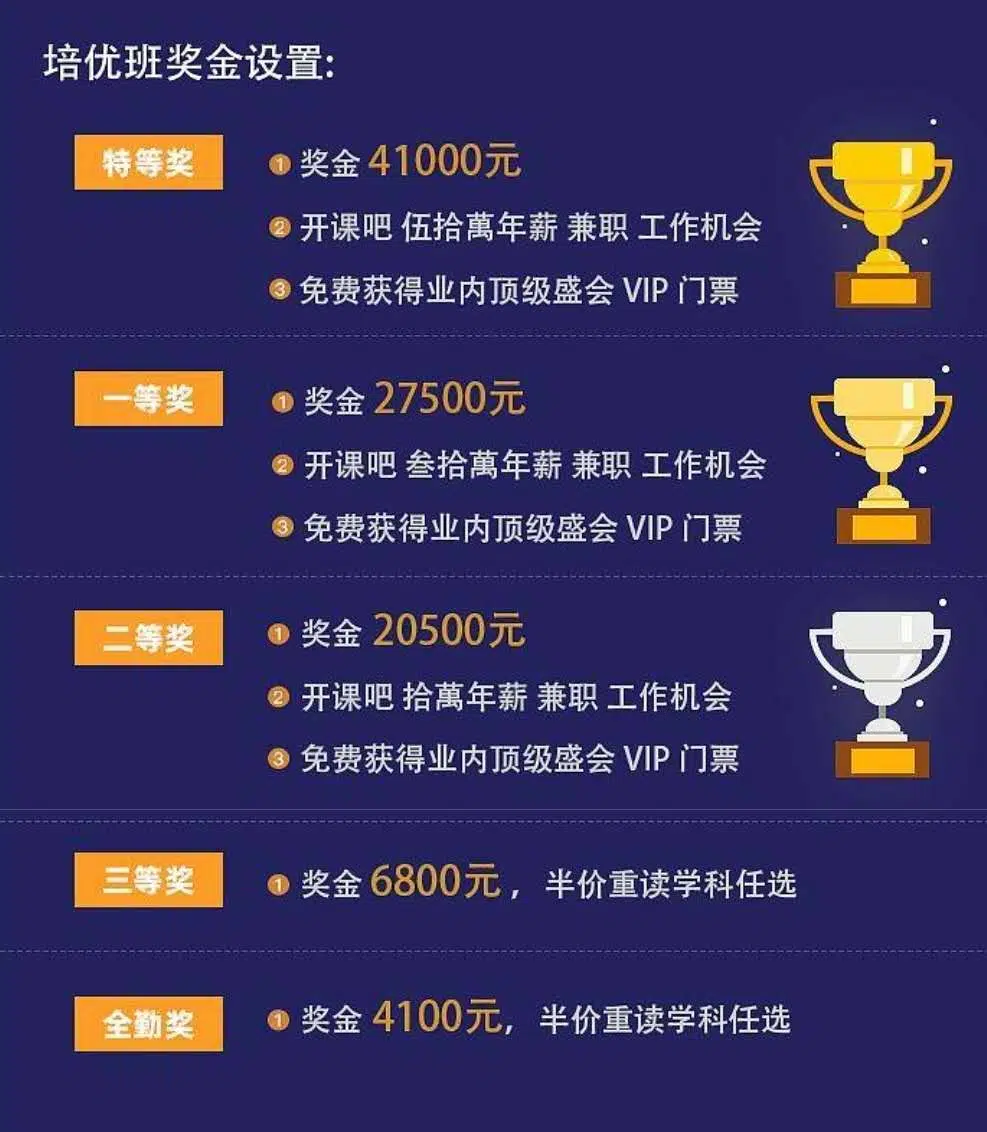 培优班奖金设置:
特等奖
① 奖金 41000元
② 开课吧 伍拾萬年薪 兼职 工作机会
③ 免费获得业内顶级盛会 VIP 门票
一等奖
① 奖金 27500元
② 开课吧 叁拾萬年薪 兼职 工作机会
③ 免费获得业内顶级盛会 VIP 门票
二等奖
① 奖金 20500元
② 开课吧 拾萬年薪 兼职 工作机会
③ 免费获得业内顶级盛会 VIP 门票
三等奖
① 奖金 6800元 ， 半价重读学科任选
全勤奖
① 奖金 4100元， 半价重读学科任选